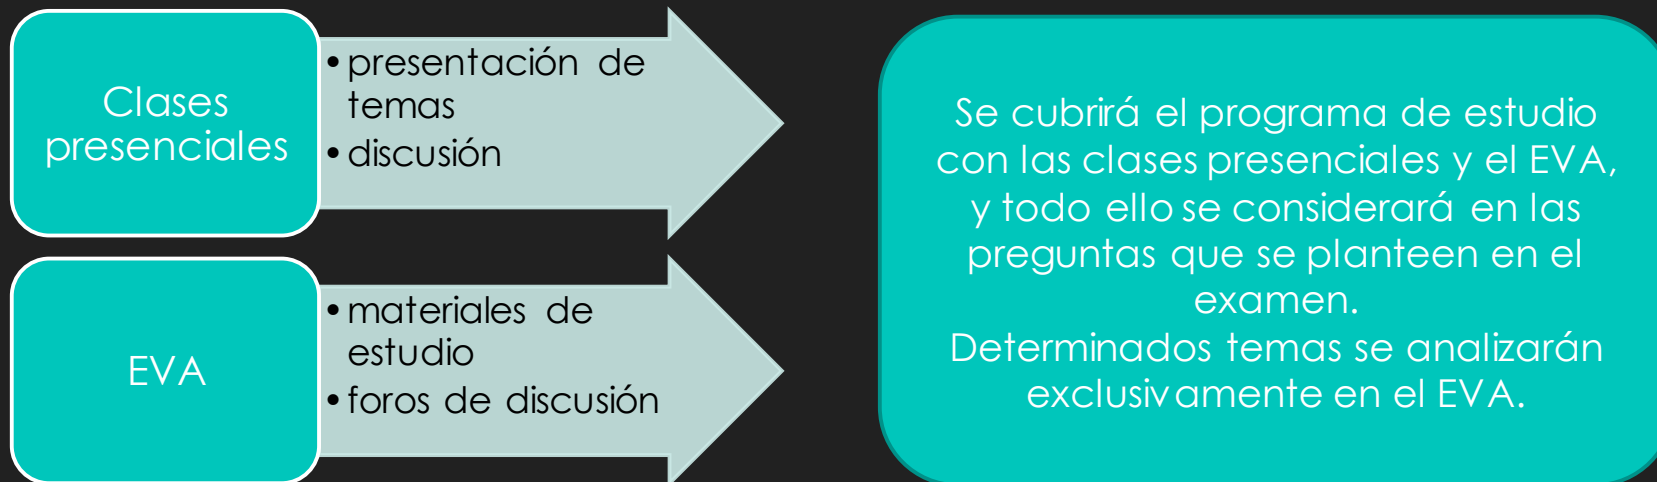 Clases
presenciales
•presentación de
temas
•discusión
EVA
•materiales de
estudio
•foros de discusión
Se cubrirá el programa de estudio
con las clases presenciales y el EVA,
y todo ello se considerará en las
preguntas que se planteen en el
examen.
Determinados temas se analizarán
exclusivamente en el EVA.